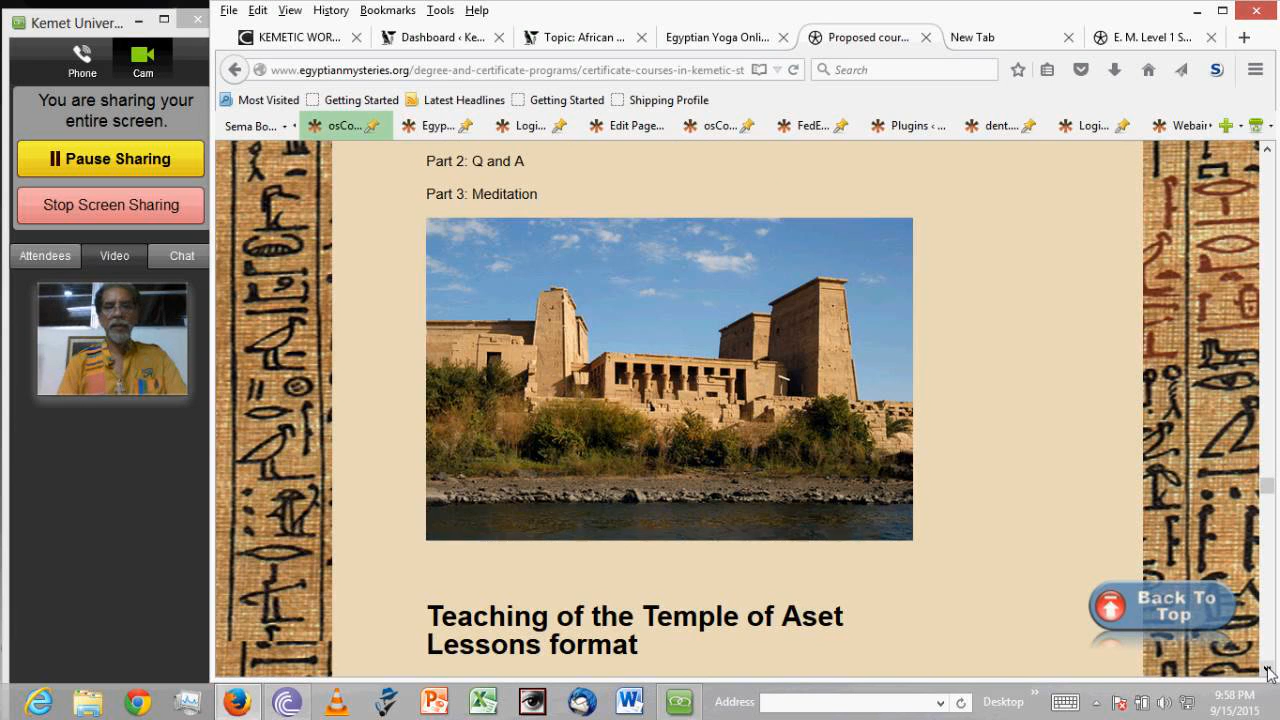 Kemet Univer...
Phone
Cam
You are sharing your
entire screen.
Pause Sharing
Stop Screen Sharing
Attendees
Video
Chat
File Edit View History Bookmarks Tools Help
KEMETIC WOR...
Dashboard ‹ Ke...
Topic: African ...
Egyptian Yoga Onli...
Proposed cour...
New Tab
E. M. Level 1 S...
www.egyptianmysteries.org/degree-and-certificate-programs/certificate-courses-in-kemetic-st
Search
Most Visited
Getting Started
Latest Headlines
Getting Started
Shipping Profile
Sema Bo...
osCo...
Egyp...
Logi...
Edit Page...
osCo...
FedE...
Plugins ‹ ...
dent....
Logi...
Webair
Part 2: Q and A
Part 3: Meditation
Teaching of the Temple of Aset
Lessons format
Back To
Top
Address
Desktop
9:58 PM
9/15/2015